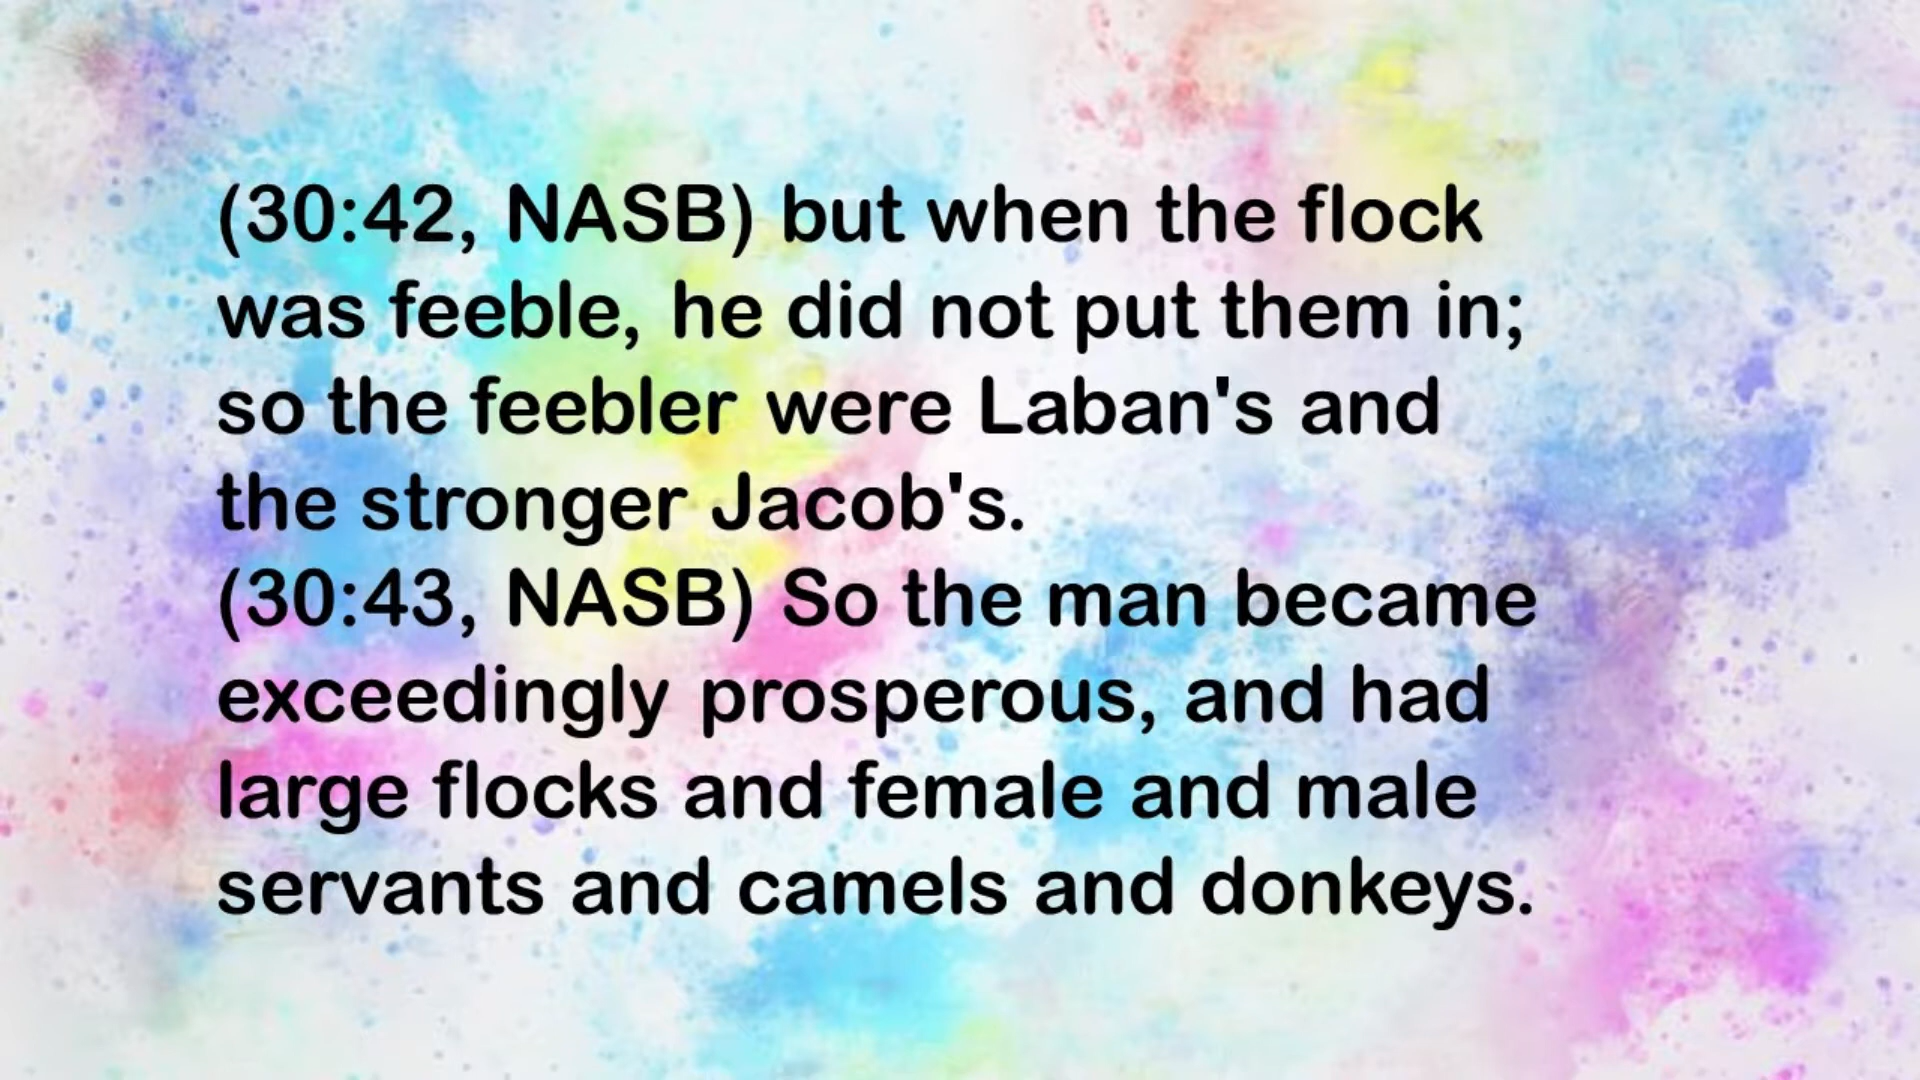 (30:42, NASB) but when the flock
was feeble, he did not put them in;
so the feebler were Laban's and
the stronger Jacob's.
(30:43, NASB) So the man became
exceedingly prosperous, and had
large flocks and female and male
servants and camels and donkeys.